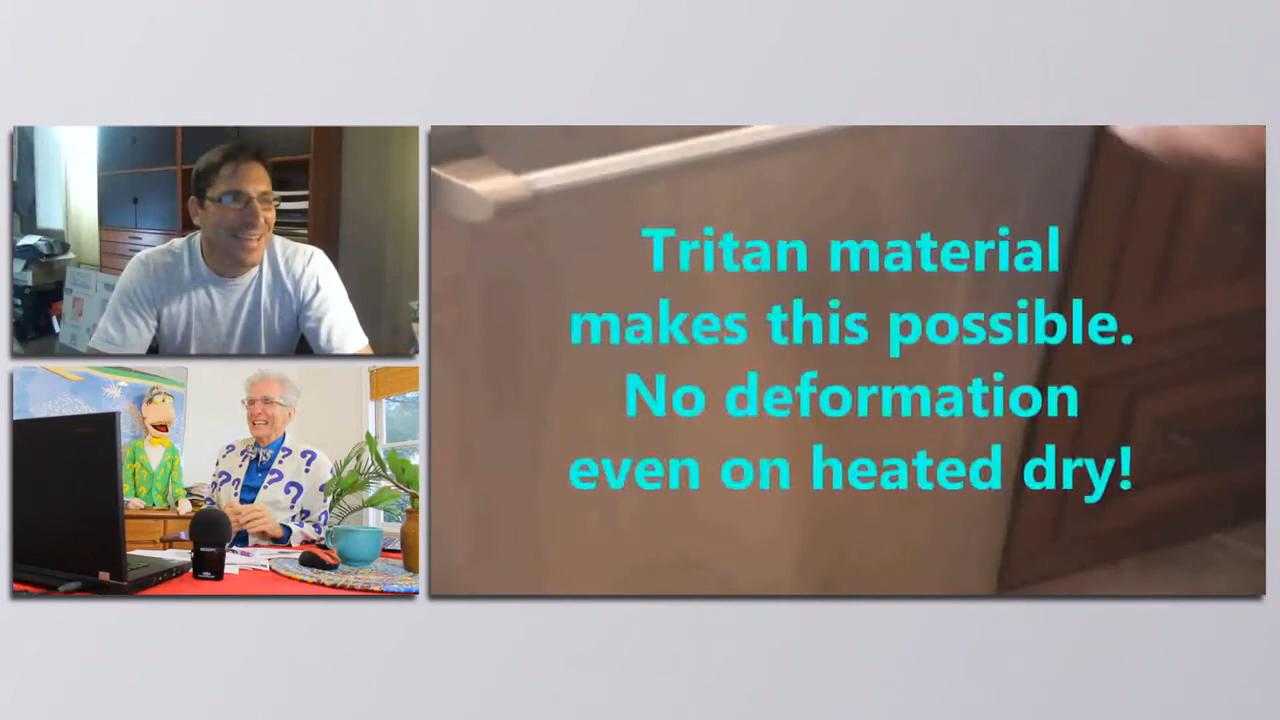 Tritan material
makes this possible.
No deformation
even on heated dry!